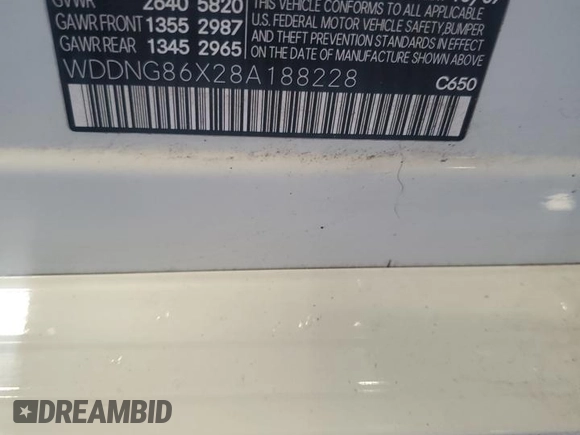 GVWR 2640 5820
GAWR FRONT 1355 2987
GAWR REAR 1345 2965
THIS VEHICLE CONFORMS TO ALL APPLICABLE
U.S. FEDERAL MOTOR VEHICLE SAFETY,BUMPER
AND THEFT PREVENTION STANDARDS
IN EFFECT ON THE DATE
OF MANUFACTURE SHOWN ABOVE
WDDNG86X28A188228
C650
DREAMBID